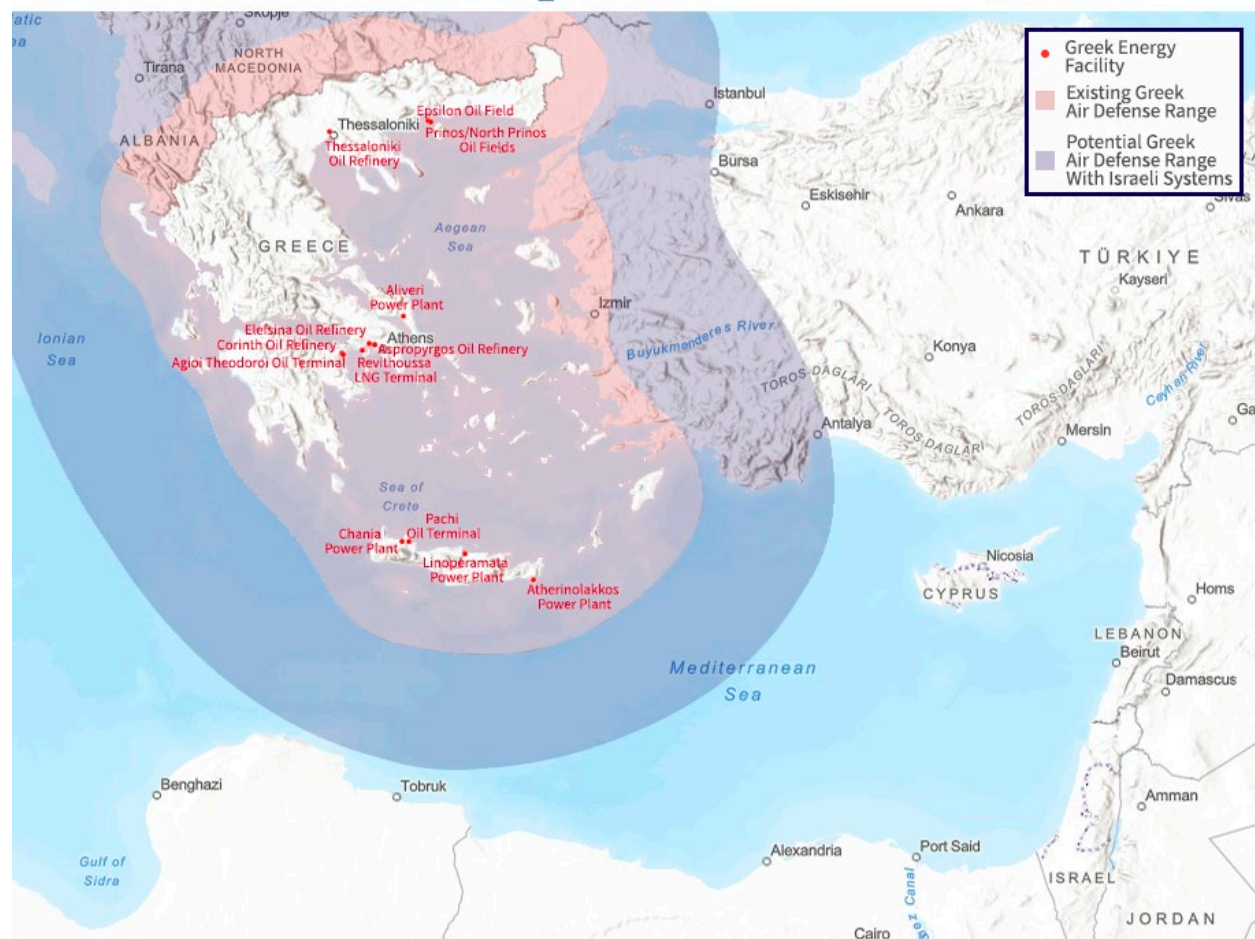 Skopje
Tirana
NORTH
MACEDONIA
ALBANIA
Istanbul
Bursa
Eskisehir
Ankara
Sivas
Greek Energy
Facility
Existing Greek
Air Defense Range
Potential Greek
Air Defense Range
With Israeli Systems
Epsilon Oil Field
Thessaloniki
Prinos/North Prinos
Oil Fields
Thessaloniki
Oil Refinery
GREECE
Aegean
Sea
TÜRKIYE
Kayseri
Aliveri
Power Plant
Izmir
Elefsina Oil Refinery
Athens
Corinth Oil Refinery
Aspropyrgos Oil Refinery
Agioi Theodoroi Oil Terminal
Revithoussa
LNG Terminal
Ionian
Sea
Buyukmenderes River
Konya
TOROS-DAGLARI
TOROS DAGLARI
TOROS-DAGLARI
Ceyhan River
Antalya
Mersin
Ga
Sea of
Crete
Pachi
Oil Terminal
Chania
Power Plant
Linoperamata
Power Plant
Atherinolakkos
Power Plant
Nicosia
CYPRUS
Homs
LEBANON
Beirut
Damascus
Mediterranean
Sea
Benghazi
Tobruk
Gulf of
Sidra
Alexandria
Port Said
Amman
ISRAEL
JORDAN
Cairo